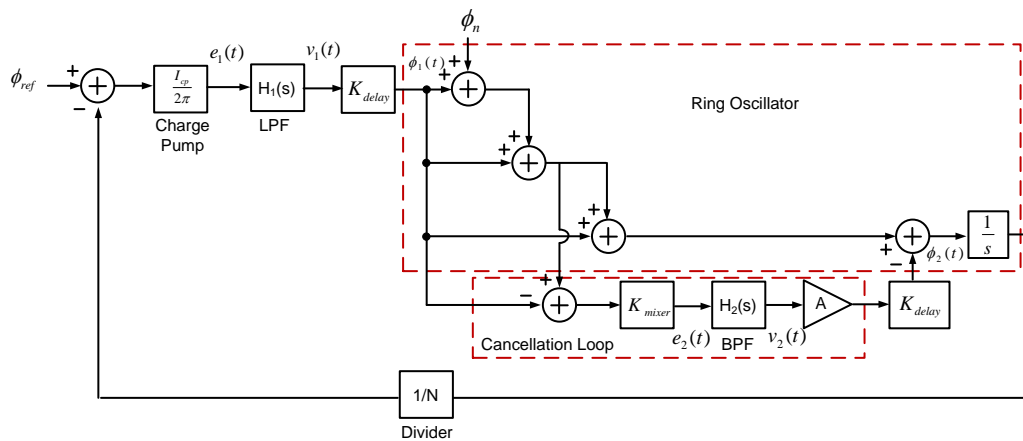 ϕ_n
e_1(t)
v_1(t)
ϕ_1(t)
ϕ_ref
+
−
I_cp
2π
H_1(s)
K_delay
+
+
+
Ring Oscillator
Charge
Pump
LPF
+
+
+
+
+
+
+
+
+
−
ϕ_2(t)
1
s
+
−
+
K_mixer
H_2(s)
A
K_delay
Cancellation Loop
e_2(t)
BPF
v_2(t)
1/N
Divider